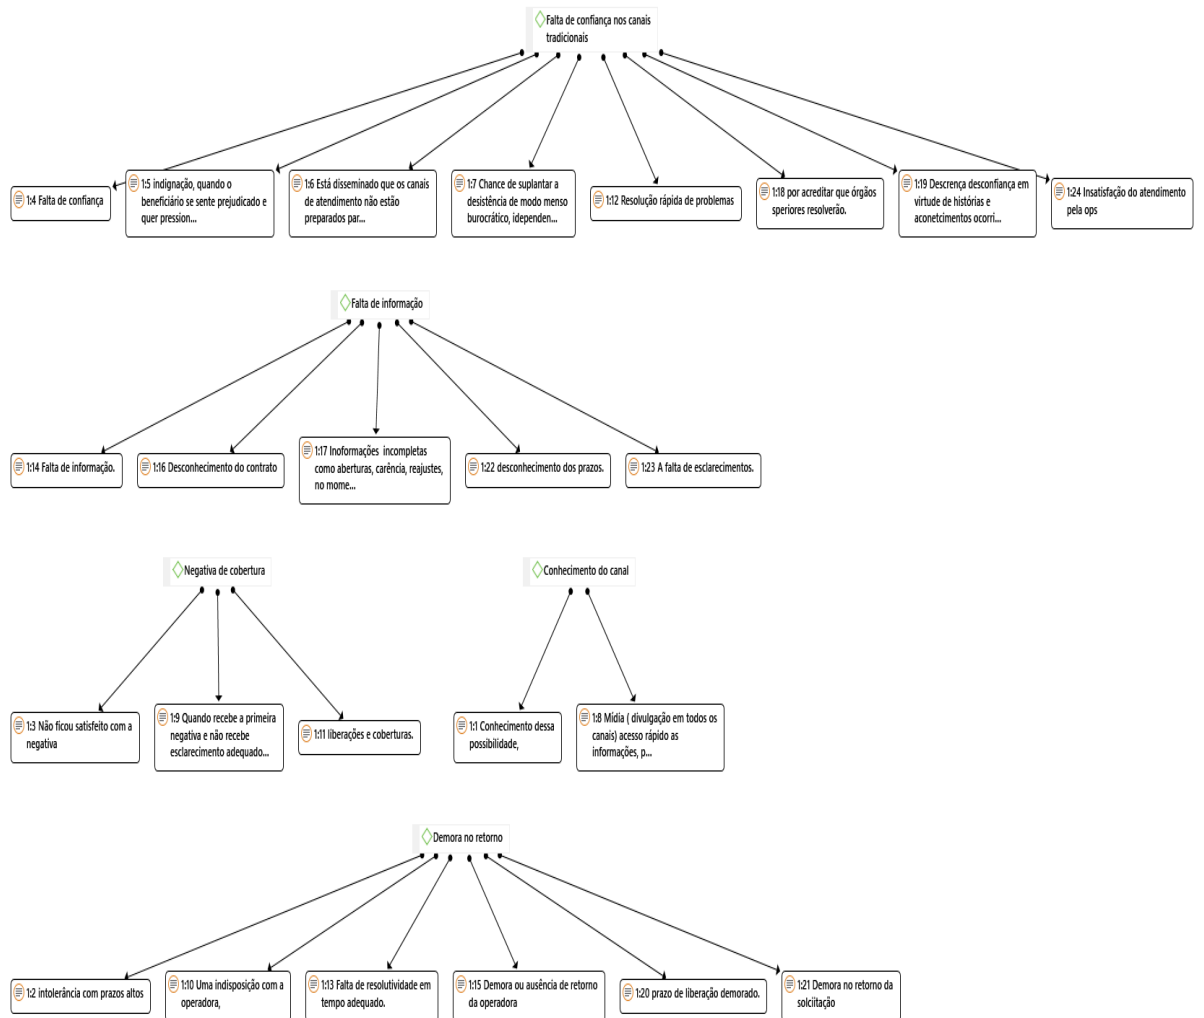 Falta de confiança nos canais
tradicionais
1:4 Falta de confiança
1:5 indignação, quando o
beneficiário se sente prejudicado e
quer pression...
1:6 Está disseminado que os canais
de atendimento não estão
preparados par...
1:7 Chance de suplantar a
desistência de modo menso
burocrático, idependen...
1:12 Resolução rápida de problemas
1:18 por acreditar que órgãos
speriores resolverão.
1:19 Descrença desconfiança em
virtude de histórias e
aconetcimentos ocorri...
1:24 Insatisfação do atendimento
pela ops
Falta de informação
1:14 Falta de informação.
1:16 Desconhecimento do contrato
1:17 Inoformações incompletas
como aberturas, carência, reajustes,
no mome...
1:22 desconhecimento dos prazos.
1:23 A falta de esclarecimentos.
Negativa de cobertura
1:3 Não ficou satisfeito com a
negativa
1:9 Quando recebe a primeira
negativa e não recebe
esclarecimento adequado...
1:11 liberações e coberturas.
Conhecimento do canal
1:1 Conhecimento dessa
possibilidade,
1:8 Mídia ( divulgação em todos os
canais) acesso rápido as
informações, p...
Demora no retorno
1:2 intolerância com prazos altos
1:10 Uma indisposição com a
operadora,
1:13 Falta de resolutividade em
tempo adequado.
1:15 Demora ou ausência de retorno
da operadora
1:20 prazo de liberação demorado.
1:21 Demora no retorno da
solciitação